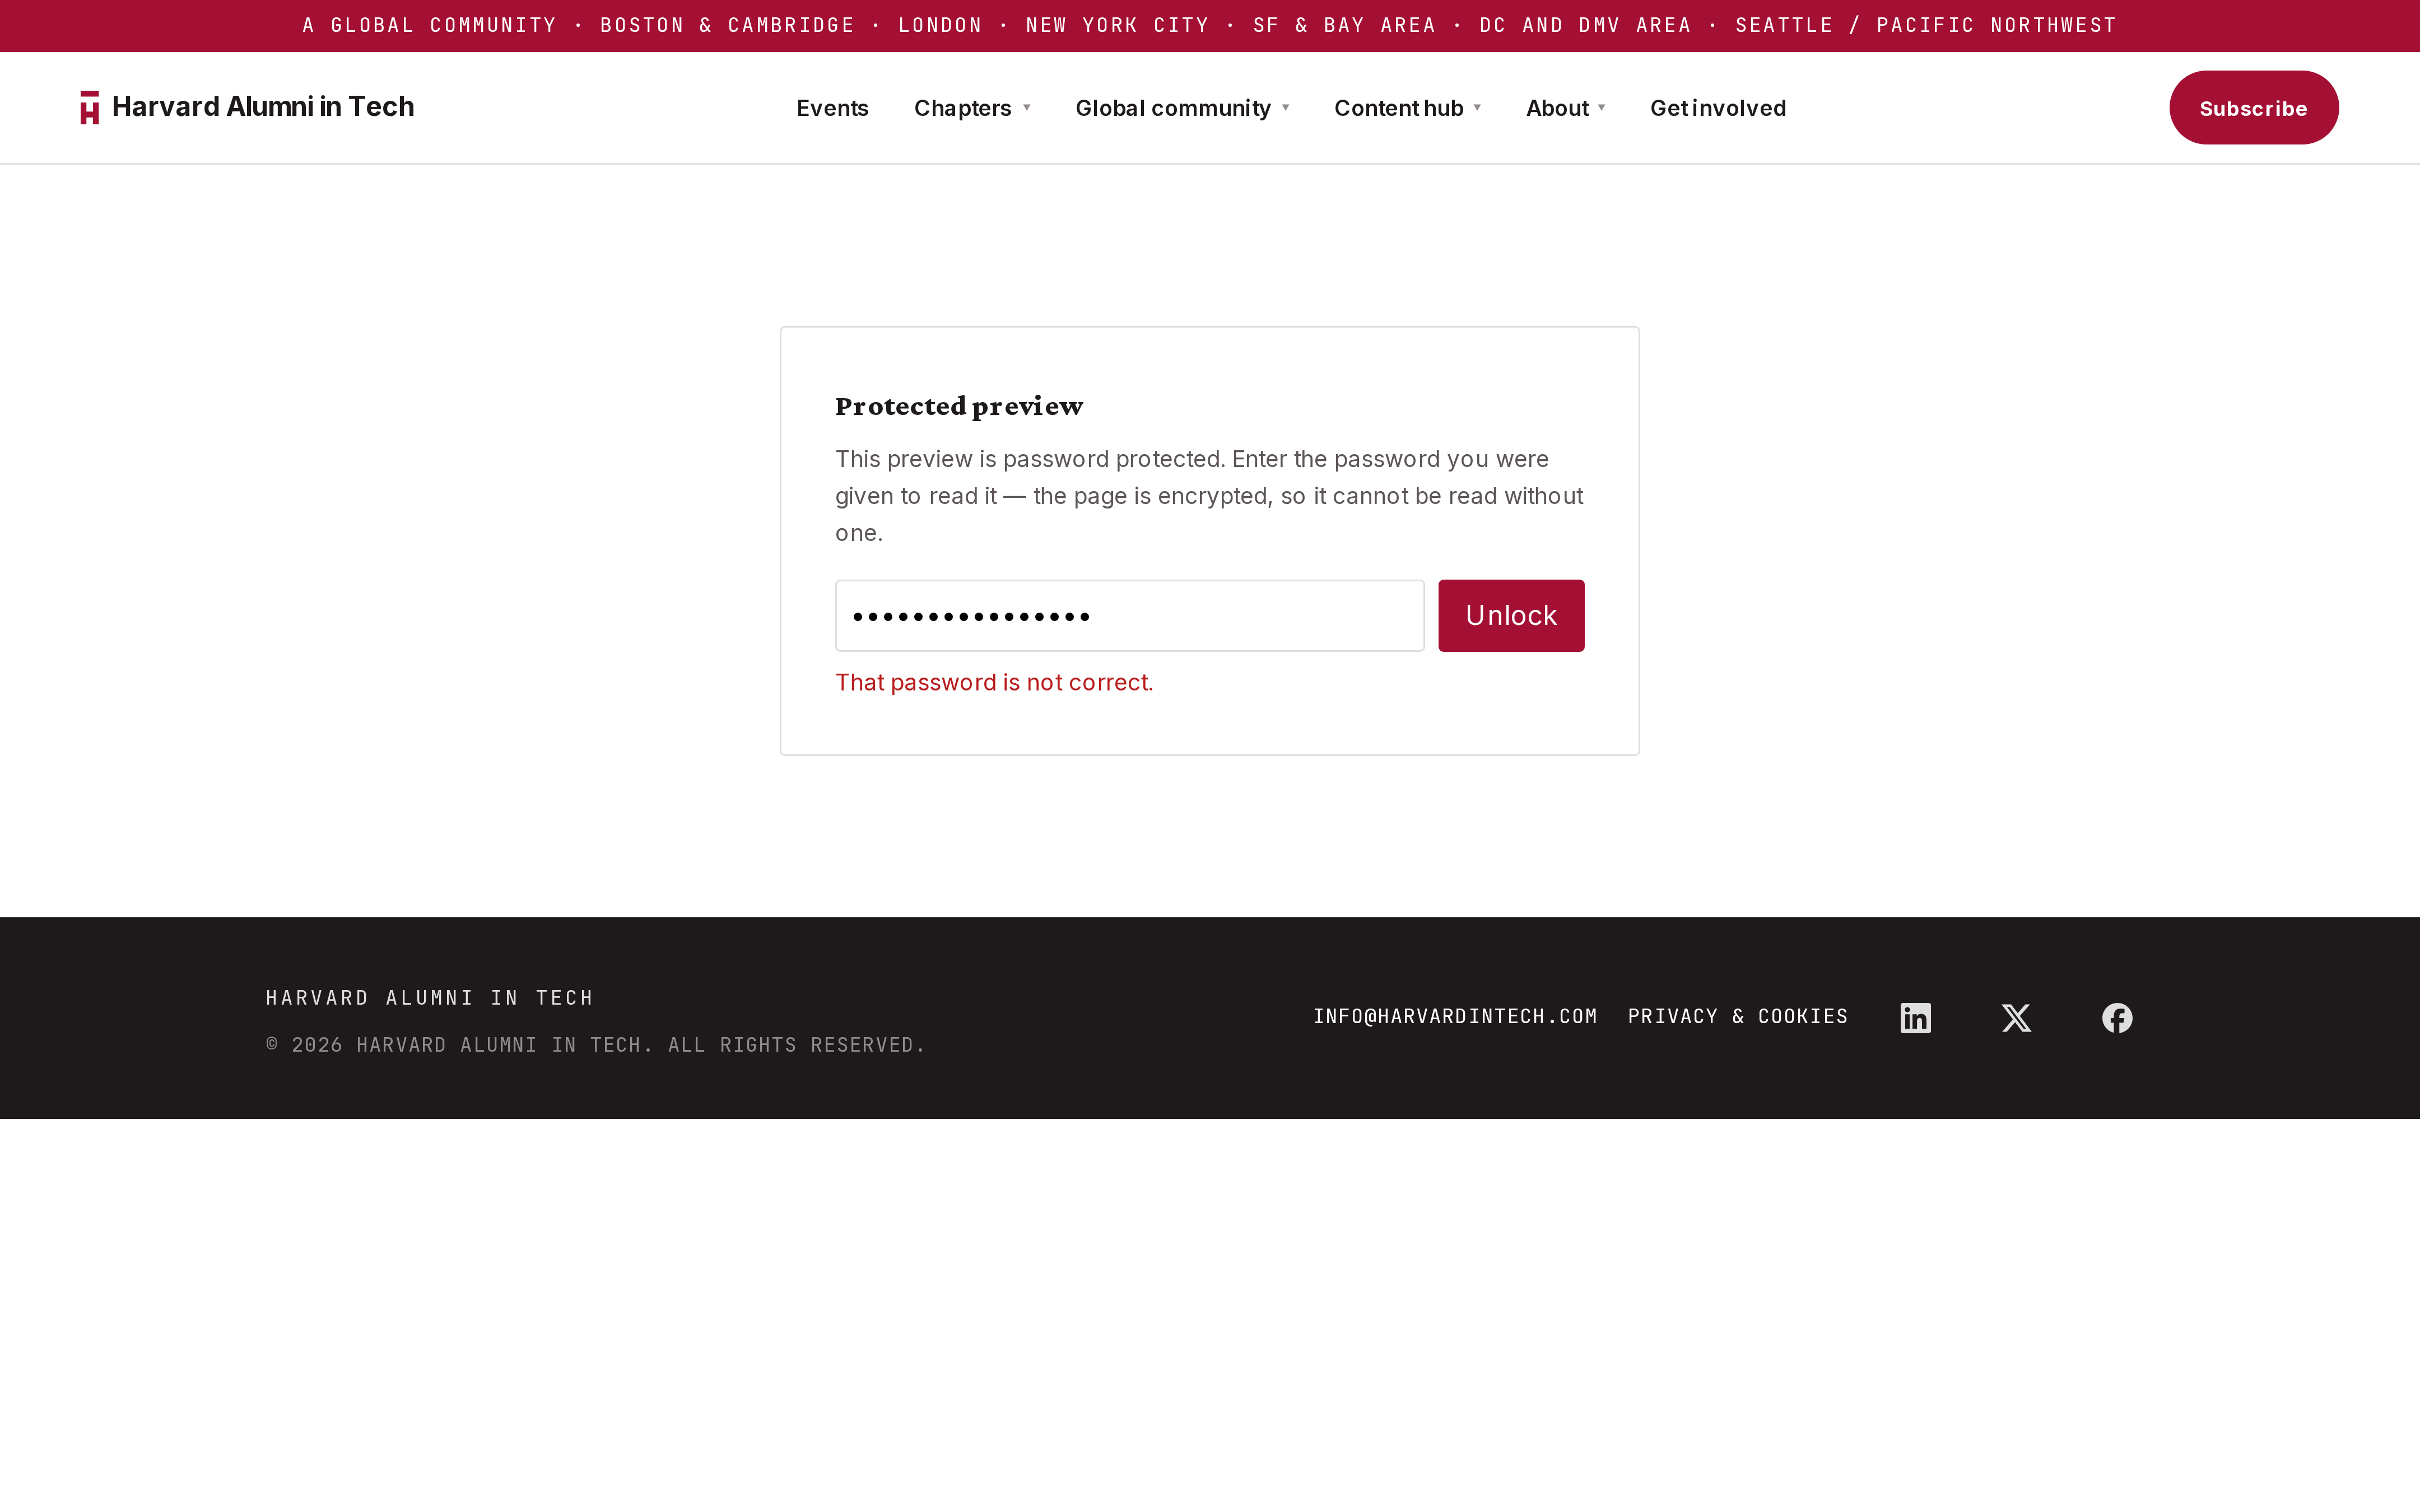 A GLOBAL COMMUNITY · BOSTON & CAMBRIDGE · LONDON · NEW YORK CITY · SF & BAY AREA · DC AND DMV AREA · SEATTLE / PACIFIC NORTHWEST
Harvard Alumni in Tech
Events Chapters ▾ Global community ▾ Content hub ▾ About ▾ Get involved
Subscribe
Protected preview
This preview is password protected. Enter the password you were
given to read it — the page is encrypted, so it cannot be read without
one.
••••••••••••••••
Unlock
That password is not correct.
HARVARD ALUMNI IN TECH
© 2026 HARVARD ALUMNI IN TECH. ALL RIGHTS RESERVED.
INFO@HARVARDINTECH.COM PRIVACY & COOKIES